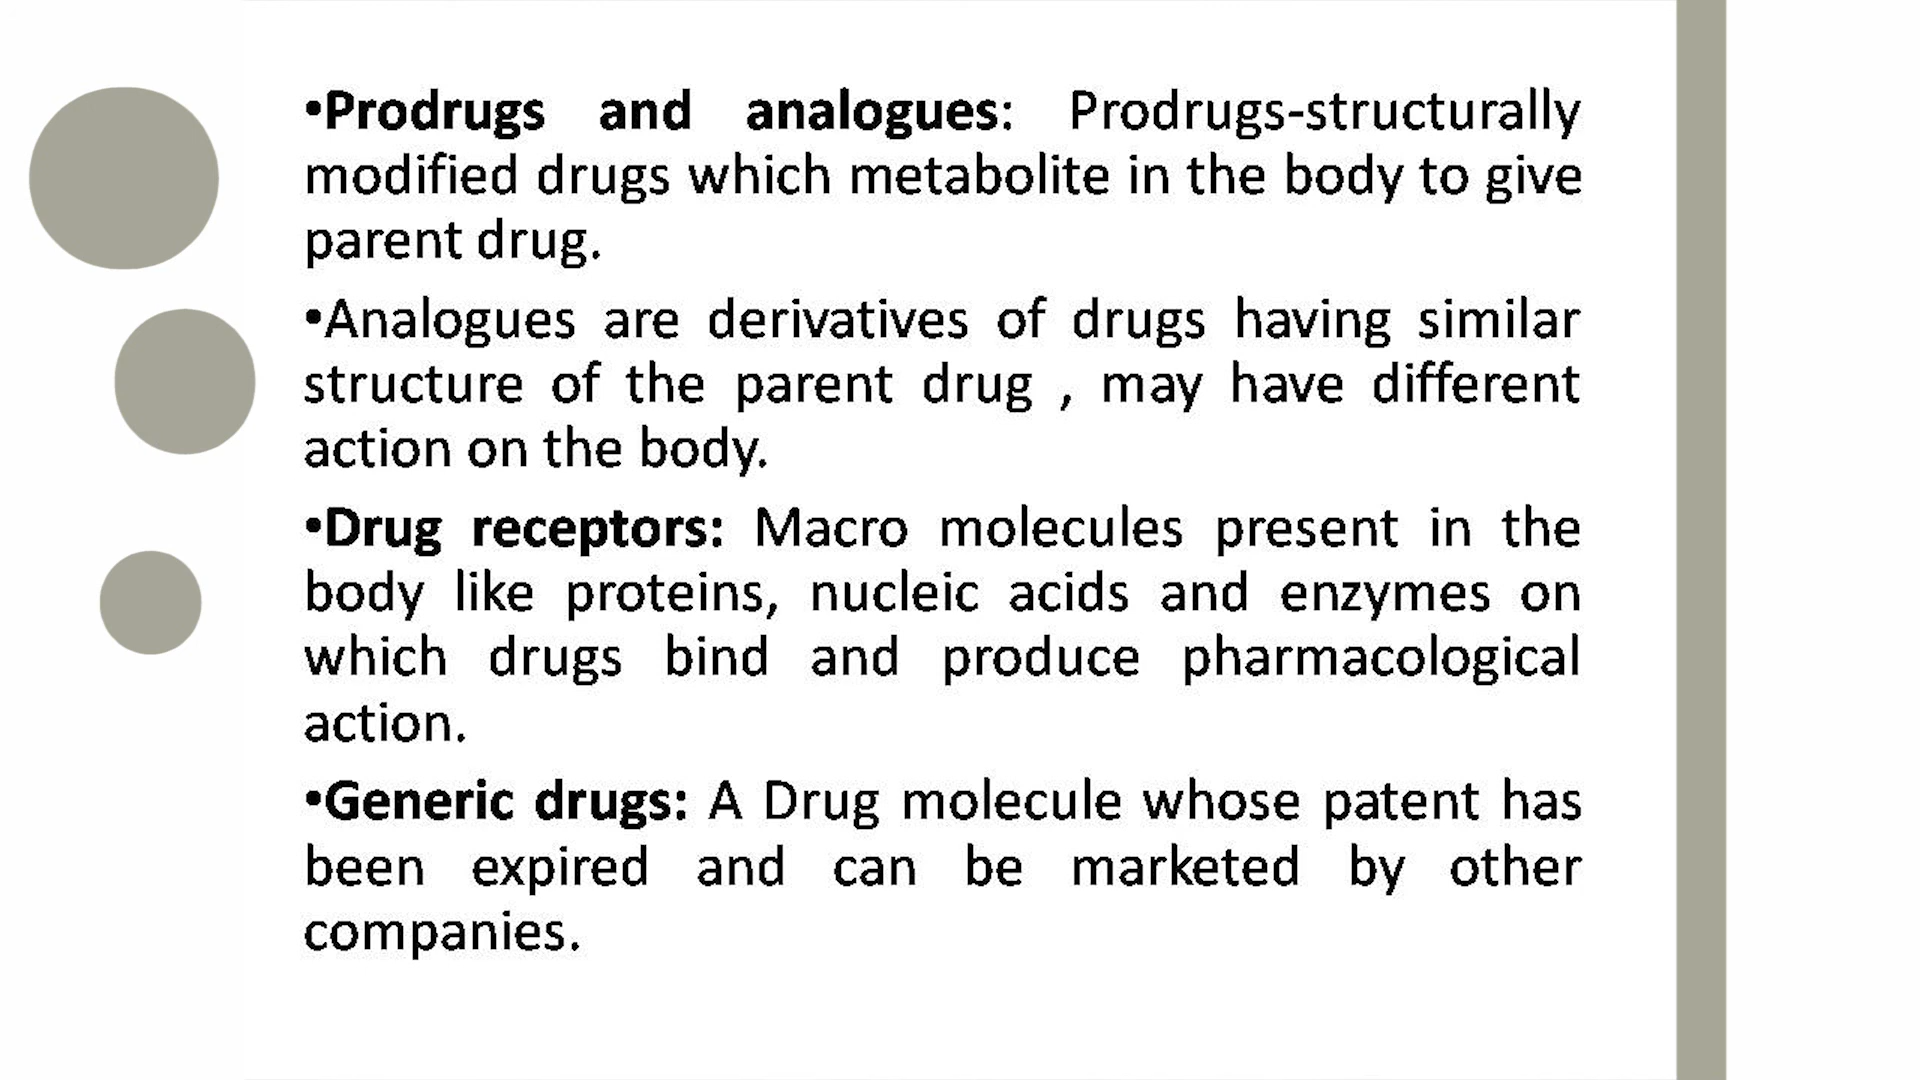 •Prodrugs and analogues: Prodrugs-structurally
modified drugs which metabolite in the body to give
parent drug.
•Analogues are derivatives of drugs having similar
structure of the parent drug , may have different
action on the body.
•Drug receptors: Macro molecules present in the
body like proteins, nucleic acids and enzymes on
which drugs bind and produce pharmacological
action.
•Generic drugs: A Drug molecule whose patent has
been expired and can be marketed by other
companies.